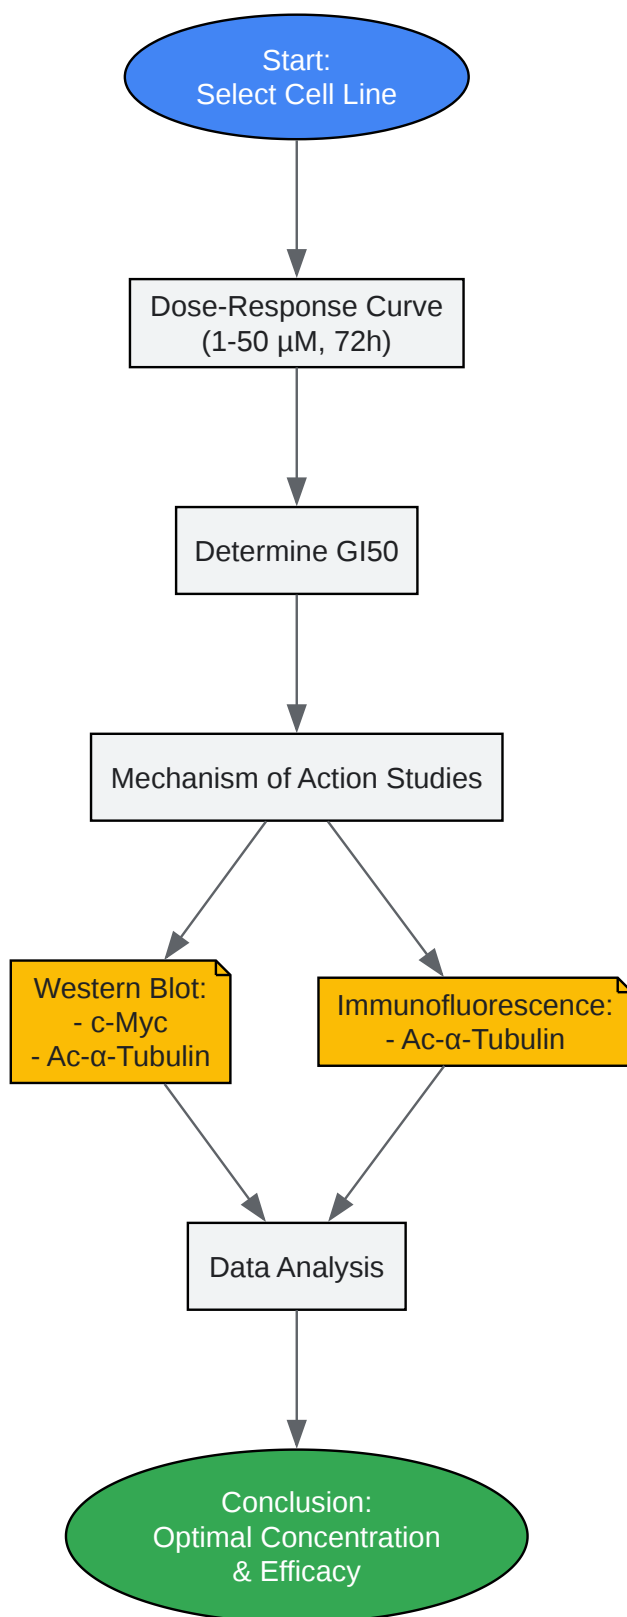 Start:
Select Cell Line
Dose-Response Curve
(1-50 µM, 72h)
Determine GI50
Mechanism of Action Studies
Western Blot:
- c-Myc
- Ac-α-Tubulin
Immunofluorescence:
- Ac-α-Tubulin
Data Analysis
Conclusion:
Optimal Concentration
& Efficacy